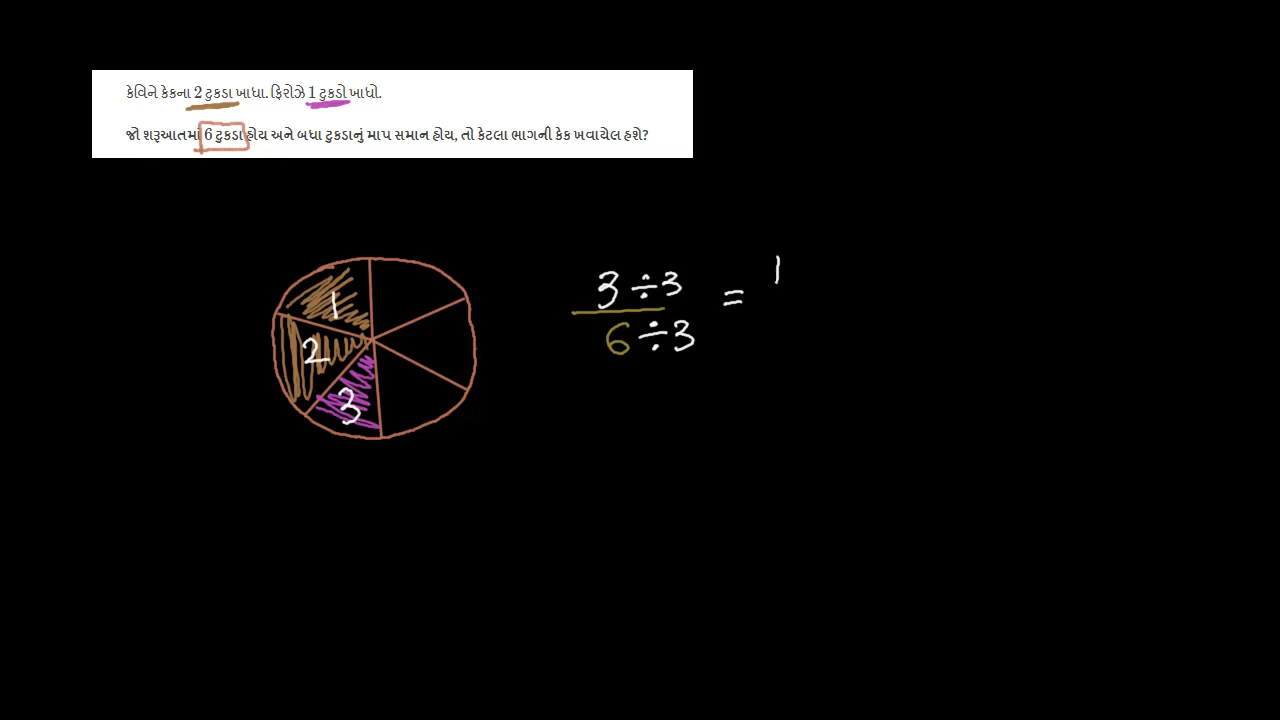 કેવિને કેકના 2 ટુકડા ખાધા. ફિરોઝે 1 ટુકડો ખાધો.
જો શરૂઆતમાં 6 ટુકડા હોય અને બધા ટુકડાનું માપ સમાન હોય, તો કેટલા ભાગની કેક ખવાયેલ હશે?
1
2
3
3 ÷ 3 = 1
6 ÷ 3